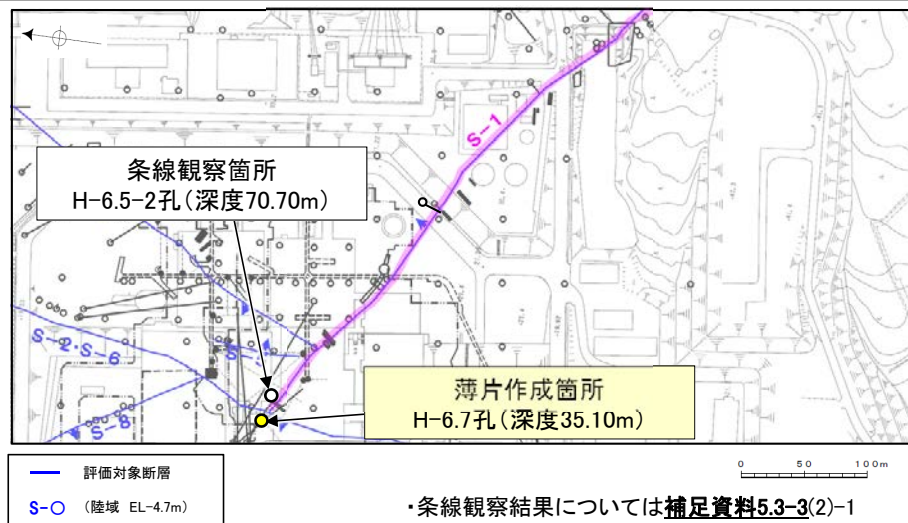 S-1
条線観察箇所
H-6.5-2孔(深度70.70m)
S-2・S-6
S-8
薄片作成箇所
H-6.7孔(深度35.10m)
評価対象断層
S-○ (陸域 EL-4.7m)
0 50 100m
・条線観察結果については補足資料5.3-3(2)-1